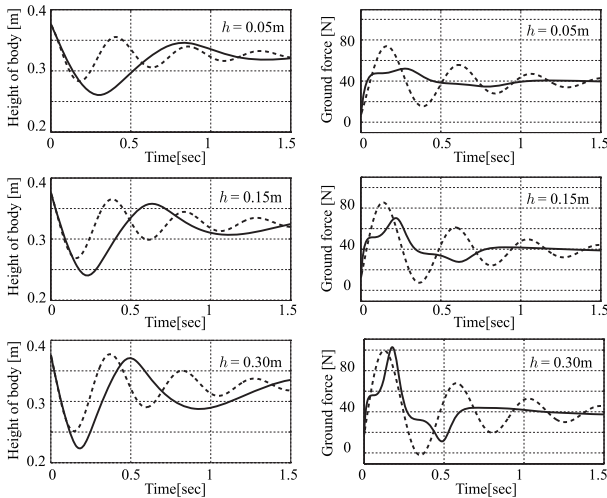 Height of body [m]
0.4
0.3
0.2
h = 0.05m
0
0.5
1
1.5
Time[sec]
Ground force [N]
80
40
0
h = 0.05m
0
0.5
1
1.5
Time[sec]
Height of body [m]
0.4
0.3
0.2
h = 0.15m
0
0.5
1
1.5
Time[sec]
Ground force [N]
80
40
0
h = 0.15m
0
0.5
1
1.5
Time[sec]
Height of body [m]
0.4
0.3
0.2
h = 0.30m
0
0.5
1
1.5
Time[sec]
Ground force [N]
80
40
0
h = 0.30m
0
0.5
1
1.5
Time[sec]